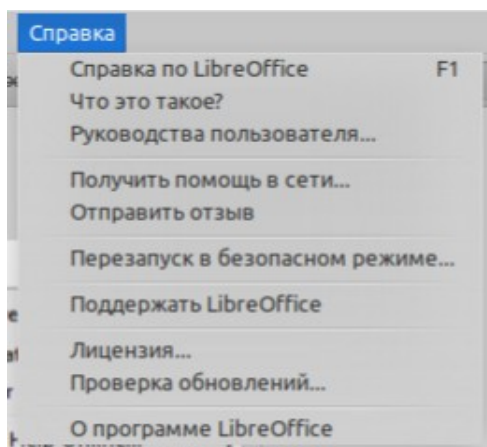 Справка
Справка по LibreOffice F1
Что это такое?
Руководства пользователя...
Получить помощь в сети...
Отправить отзыв
Перезапуск в безопасном режиме...
Поддержать LibreOffice
Лицензия...
Проверка обновлений...
О программе LibreOffice